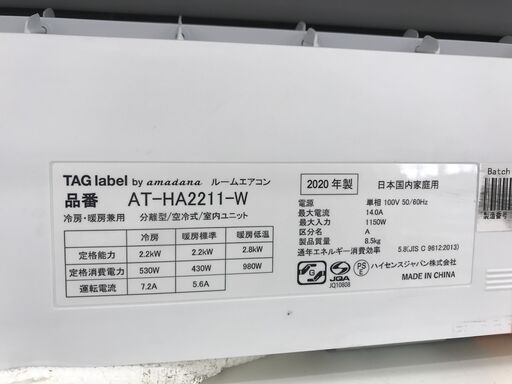 TAG label by amadana ルームエアコン
品番 AT-HA2211-W
冷房・暖房兼用 分離型/空冷式/室内ユニット
冷房 暖房標準 暖房低温
定格能力 2.2kW 2.2kW 2.8kW
定格消費電力 530W 430W 980W
運転電流 7.2A 5.6A
2020年製 日本国内家庭用
電源 単相 100V 50/60Hz
最大電流 14.0A
最大入力 1150W
区分名 A
製品質量 8.5kg
通年エネルギー消費効率 5.8(JIS C 9612:2013)
JQA
JQ10808
PS
E
ハイセンスジャパン株式会社
MADE IN CHINA
Batch
製造番号